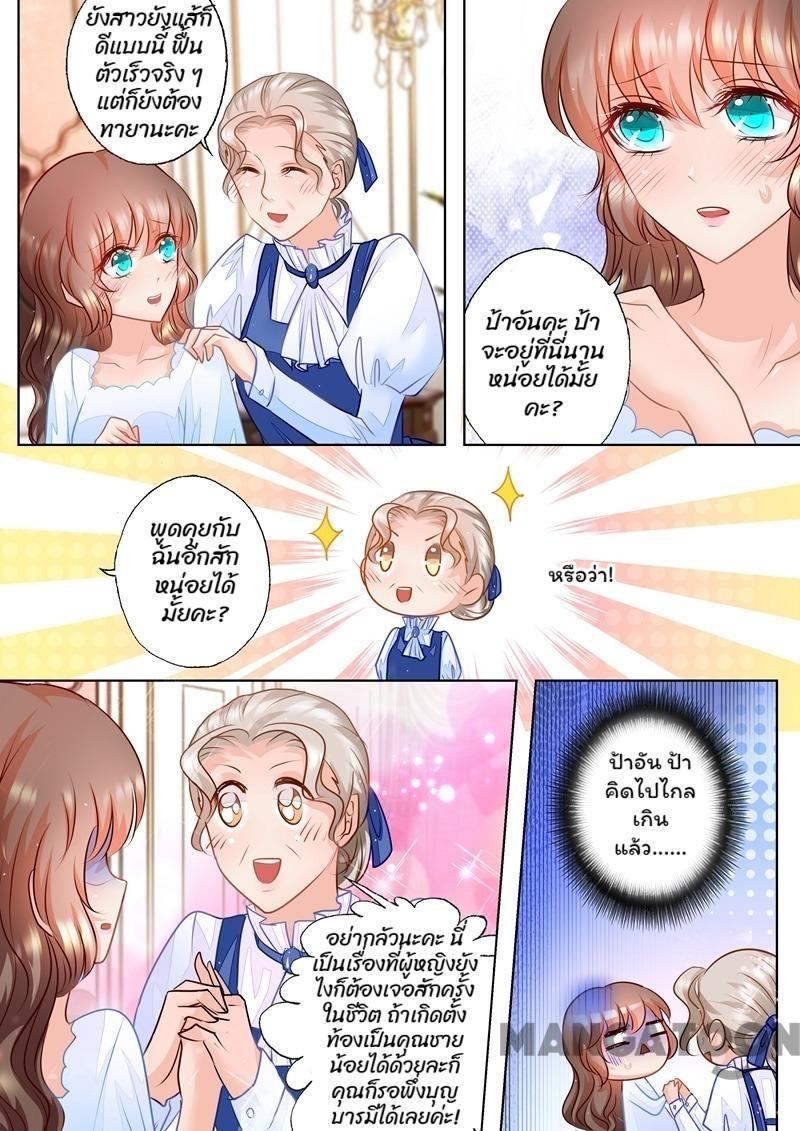 ยังสาวยังแส้ก็
ดีแบบนี้ ฟื้น
ตัวเร็วจริง ๆ
แต่ก็ยังต้อง
ทายานะคะ
ป้าอันคะ ป้า
จะอยู่ที่นี่นาน
หน่อยได้มั้ย
คะ?
พูดคุยกับ
ฉันอีกสัก
หน่อยได้
มั้ยคะ?
หรือว่า!
ป้าอัน ป้า
คิดไปไกล
เกิน
แล้ว......
อย่ากลัวนะคะ นี่
เป็นเรื่องที่ผู้หญิงยัง
ไงก็ต้องเจอสักครั้ง
ในชีวิต ถ้าเกิดตั้ง
ท้องเป็นคุณชาย
น้อยได้ด้วยละก็
คุณก็รอพึ่งบุญ
บารมีได้เลยค่ะ!
MANGATOON